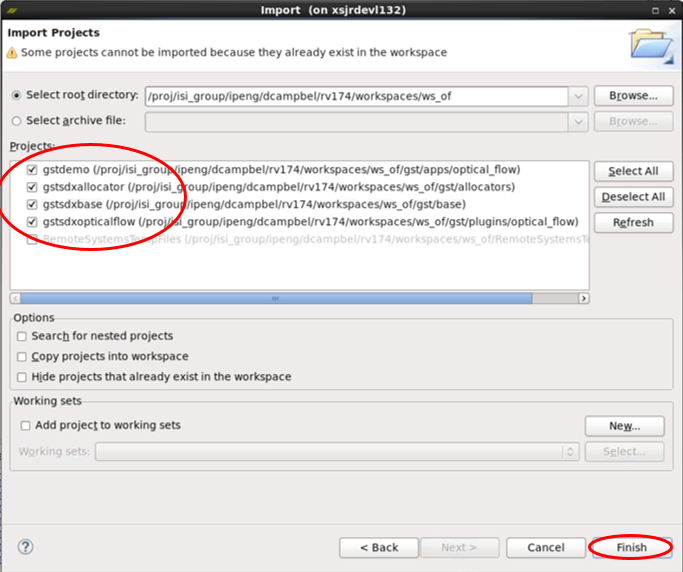 Import (on xsjrdevl132)
Import Projects
Some projects cannot be imported because they already exist in the workspace
Select root directory: /proj/isi_group/ipeng/dcampbel/rv174/workspaces/ws_of Browse...
Select archive file: Browse...
Projects:
gstdemo (/proj/isi_group/ipeng/dcampbel/rv174/workspaces/ws_of/gst/apps/optical_flow) Select All
gstsdxallocator (/proj/isi_group/ipeng/dcampbel/rv174/workspaces/ws_of/gst/allocators)
gstsdxbase (/proj/isi_group/ipeng/dcampbel/rv174/workspaces/ws_of/gst/base) Deselect All
gstsdxopticalflow (/proj/isi_group/ipeng/dcampbel/rv174/workspaces/ws_of/gst/plugins/optical_flow) Refresh
RemoteSystemsTempFiles (/proj/isi_group/ipeng/dcampbel/rv174/workspaces/ws_of/RemoteSystemsTe
Options
Search for nested projects
Copy projects into workspace
Hide projects that already exist in the workspace
Working sets
Add project to working sets New...
Working sets: Select...
? < Back Next > Cancel Finish